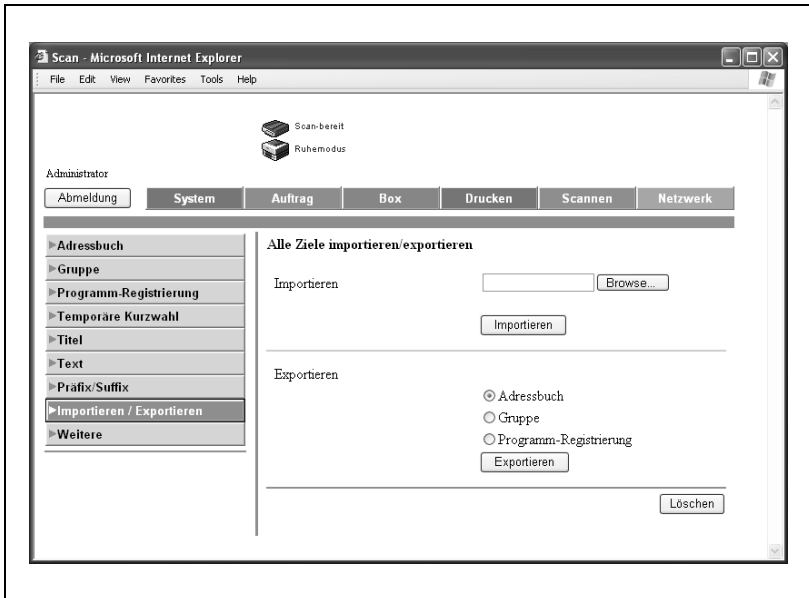 Scan - Microsoft Internet Explorer
File Edit View Favorites Tools Help
Scan-bereit
Ruhemodus
Administrator
Abmeldung System Auftrag Box Drucken Scannen Netzwerk
Adressbuch
Gruppe
Programm-Registrierung
Temporäre Kurzwahl
Titel
Text
Präfix/Suffix
Importieren / Exportieren
Weitere
Alle Ziele importieren/exportieren
Importieren Browse...
Importieren
Exportieren
Adressbuch
Gruppe
Programm-Registrierung
Exportieren
Löschen